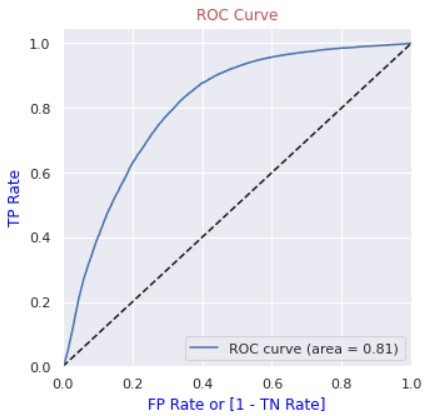 ROC Curve
1.0
0.8
0.6
0.4
0.2
0.0
TP Rate
ROC curve (area = 0.81)
0.0 0.2 0.4 0.6 0.8 1.0
FP Rate or [1 - TN Rate]